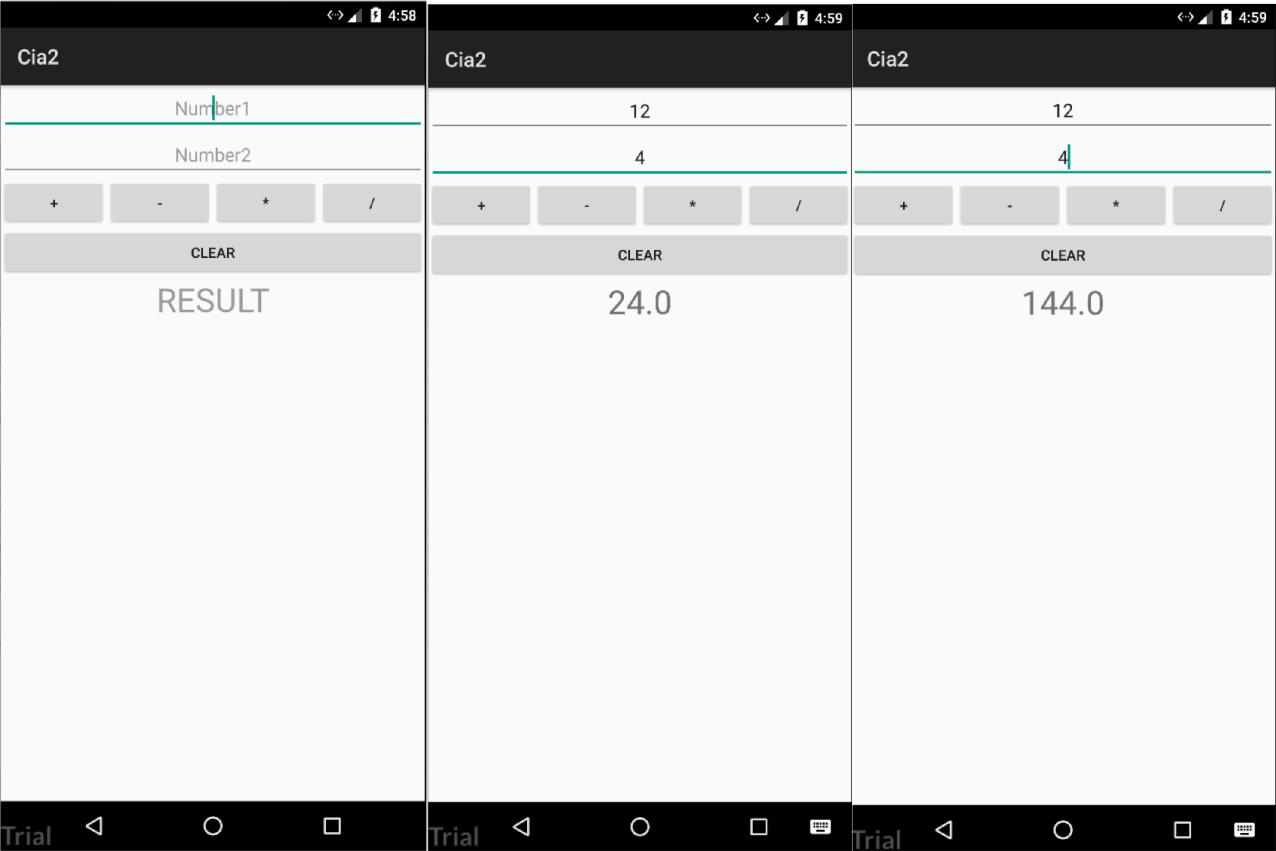 4:58
Cia2
Number1
Number2
+ - * /
CLEAR
RESULT
Trial
4:59
Cia2
12
4
+ - * /
CLEAR
24.0
Trial
4:59
Cia2
12
4
+ - * /
CLEAR
144.0
Trial